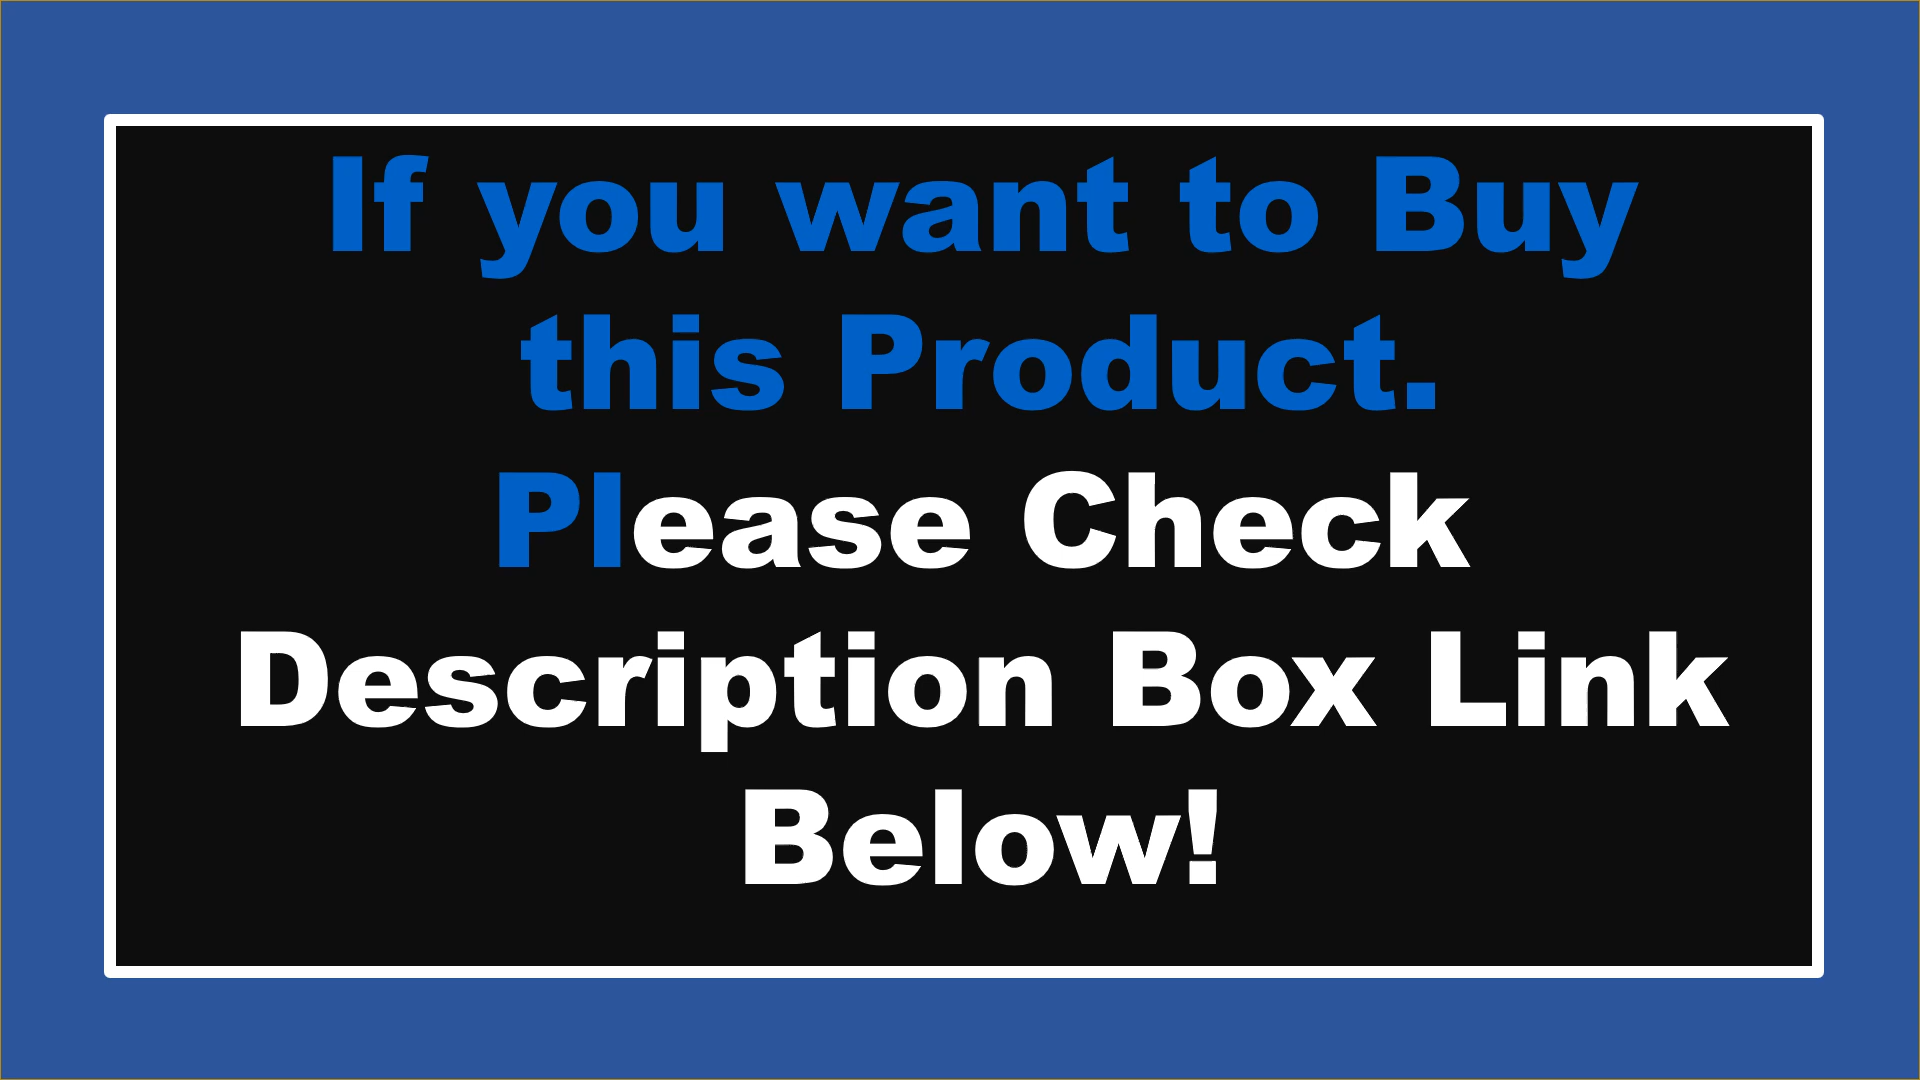 If you want to Buy
this Product.
Please Check
Description Box Link
Below!